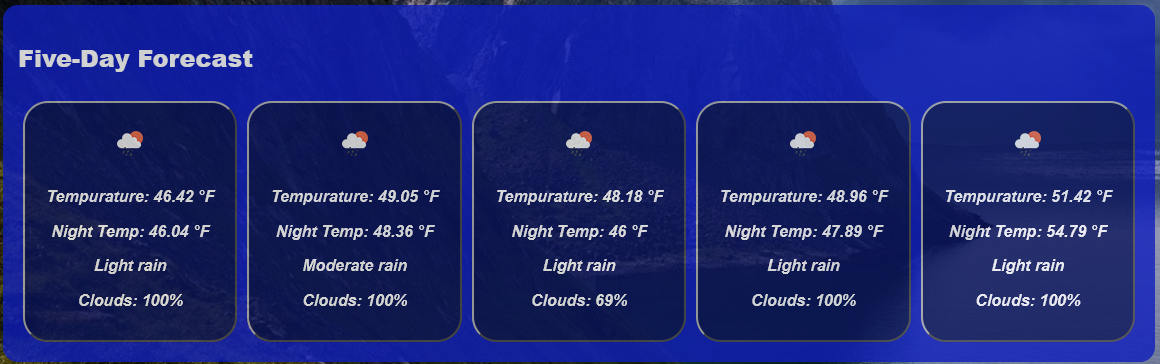 Five-Day Forecast
Tempurature: 46.42 °F
Night Temp: 46.04 °F
Light rain
Clouds: 100%
Tempurature: 49.05 °F
Night Temp: 48.36 °F
Moderate rain
Clouds: 100%
Tempurature: 48.18 °F
Night Temp: 46 °F
Light rain
Clouds: 69%
Tempurature: 48.96 °F
Night Temp: 47.89 °F
Light rain
Clouds: 100%
Tempurature: 51.42 °F
Night Temp: 54.79 °F
Light rain
Clouds: 100%